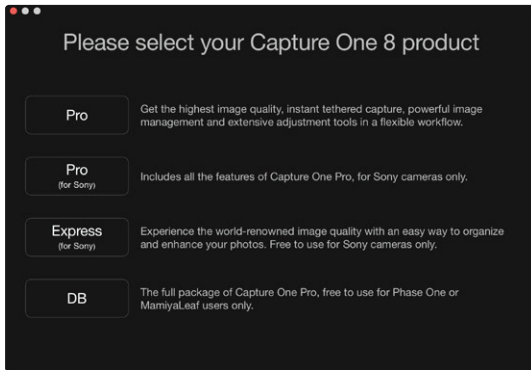 Please select your Capture One 8 product
Pro
Get the highest image quality, instant tethered capture, powerful image
management and extensive adjustment tools in a flexible workflow.
Pro
(for Sony)
Includes all the features of Capture One Pro, for Sony cameras only.
Express
(for Sony)
Experience the world-renowned image quality with an easy way to organize
and enhance your photos. Free to use for Sony cameras only.
DB
The full package of Capture One Pro, free to use for Phase One or
MamiyaLeaf users only.